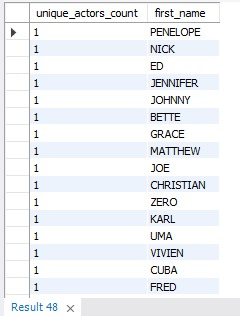 unique_actors_count first_name
1 PENELOPE
1 NICK
1 ED
1 JENNIFER
1 JOHNNY
1 BETTE
1 GRACE
1 MATTHEW
1 JOE
1 CHRISTIAN
1 ZERO
1 KARL
1 UMA
1 VIVIEN
1 CUBA
1 FRED
Result 48 ×